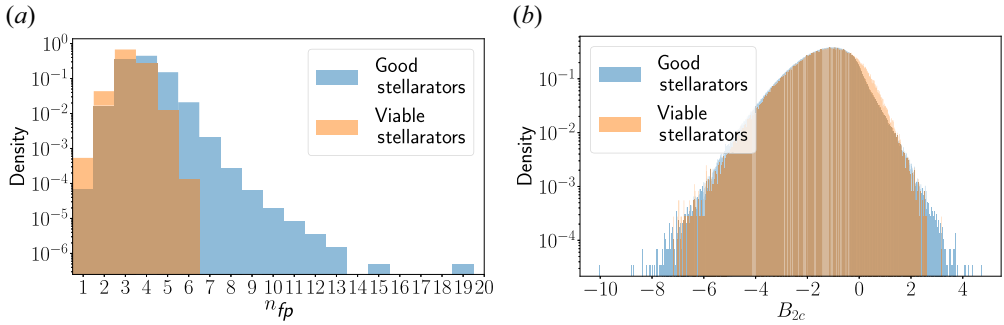 (a)
10^0
10^-1
10^-2
10^-3
10^-4
10^-5
10^-6
Density
Good
stellarators
Viable
stellarators
1 2 3 4 5 6 7 8 9 10 11 12 13 14 15 16 17 18 19 20
n_fp
(b)
10^-1
10^-2
10^-3
10^-4
Density
Good
stellarators
Viable
stellarators
−10 −8 −6 −4 −2 0 2 4
B_2c